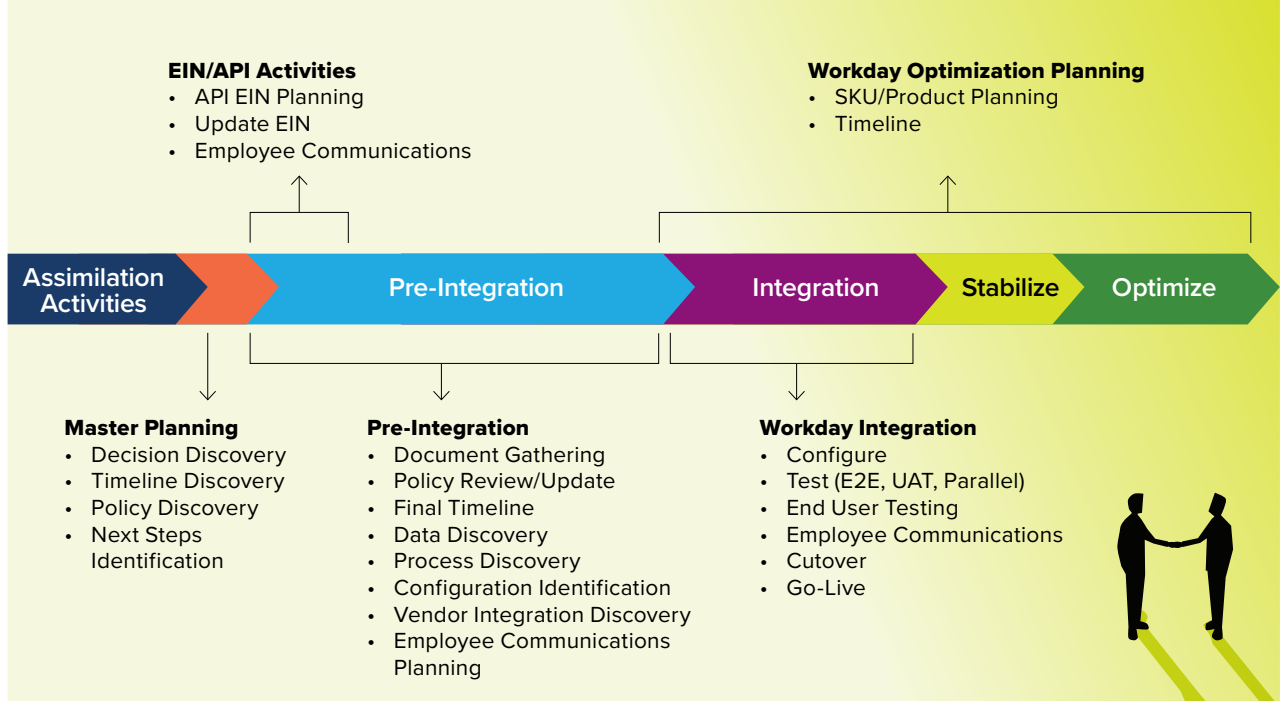 EIN/API Activities
• API EIN Planning
• Update EIN
• Employee Communications
Workday Optimization Planning
• SKU/Product Planning
• Timeline
Assimilation
Activities
Pre-Integration
Integration
Stabilize
Optimize
Master Planning
• Decision Discovery
• Timeline Discovery
• Policy Discovery
• Next Steps
Identification
Pre-Integration
• Document Gathering
• Policy Review/Update
• Final Timeline
• Data Discovery
• Process Discovery
• Configuration Identification
• Vendor Integration Discovery
• Employee Communications
Planning
Workday Integration
• Configure
• Test (E2E, UAT, Parallel)
• End User Testing
• Employee Communications
• Cutover
• Go-Live